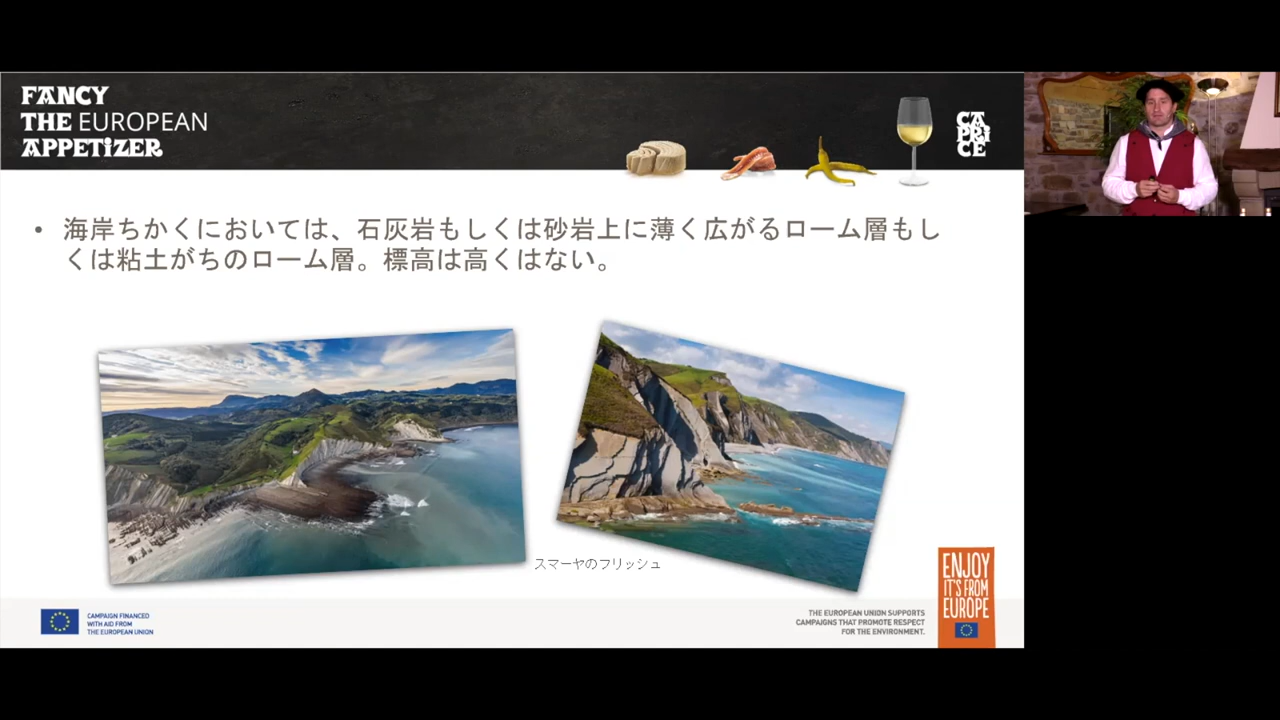 FANCY
THE EUROPEAN
APPETIZER
CA
PRI
CE
• 海岸ちかくにおいては、石灰岩もしくは砂岩上に薄く広がるローム層もし
くは粘土がちのローム層。標高は高くはない。
スマーヤのフリッシュ
CAMPAIGN FINANCED
WITH AID FROM
THE EUROPEAN UNION
THE EUROPEAN UNION SUPPORTS
CAMPAIGNS THAT PROMOTE RESPECT
FOR THE ENVIRONMENT.
ENJOY
IT'S FROM
EUROPE